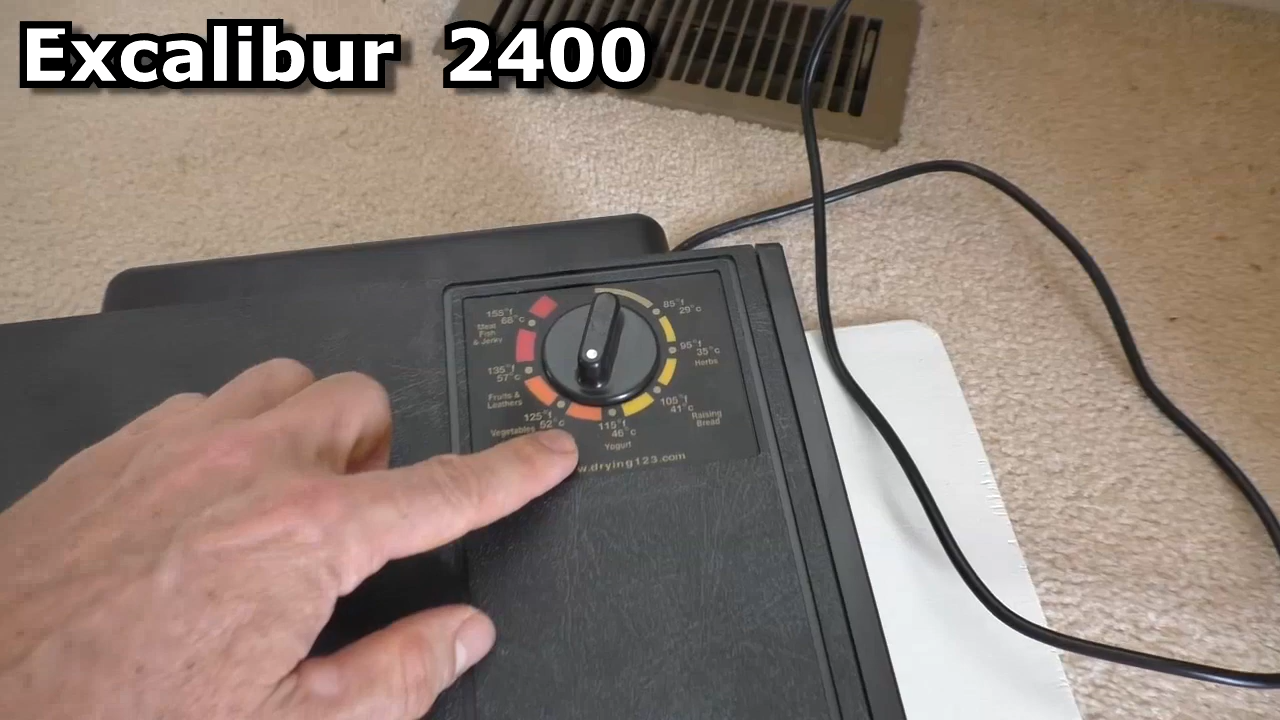 Excalibur 2400
155°f
68°c
Meat
Fish
& Jerky
85°f
29°c
95°f
35°c
Herbs
135°f
57°c
Fruits &
Leathers
105°f
41°c
Raising
Bread
125°f
52°c
Vegetables
115°f
46°c
Yogurt
w.drying123.com